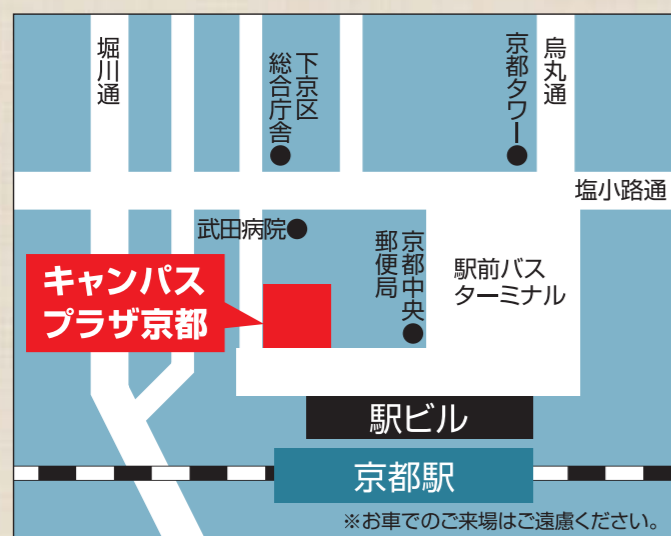 堀川通
下京区
総合庁舎
京都タワー
烏丸通
塩小路通
武田病院
京都中央
郵便局
駅前バス
ターミナル
キャンパス
プラザ京都
駅ビル
京都駅
※お車でのご来場はご遠慮ください。